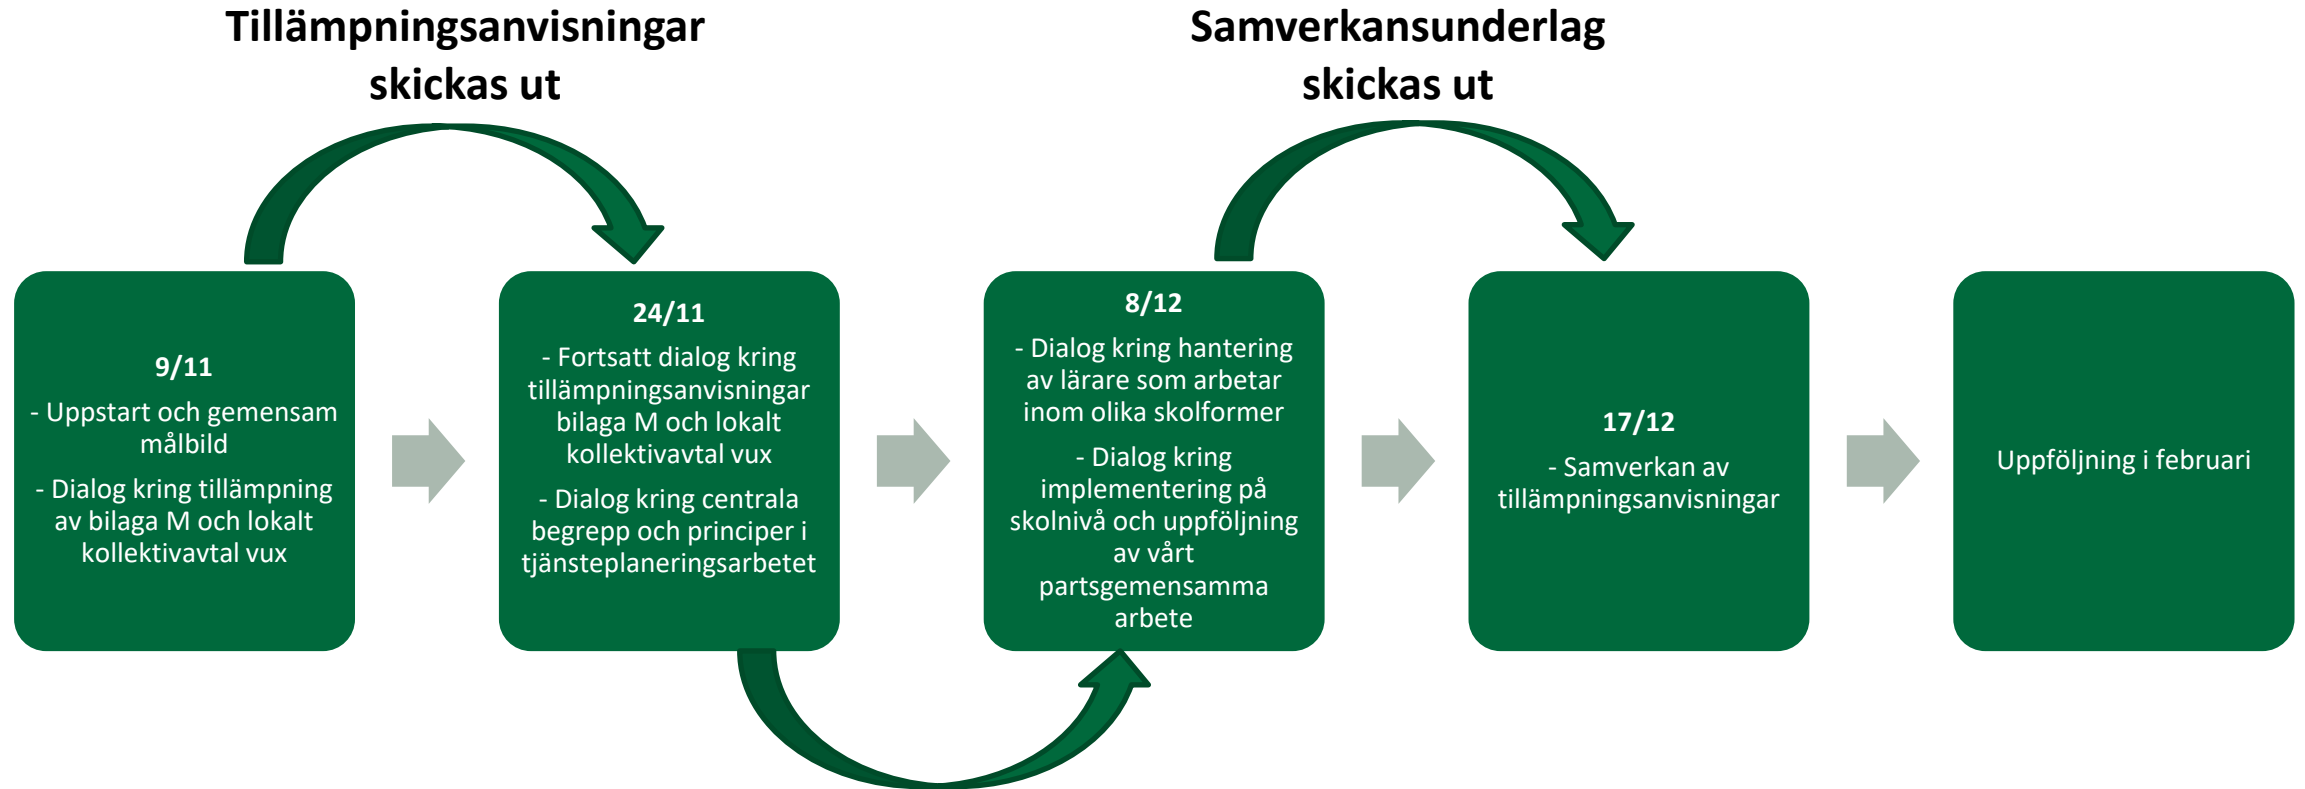 Tillämpningsanvisningar
skickas ut
Samverkansunderlag
skickas ut
9/11
- Uppstart och gemensam
målbild
- Dialog kring tillämpning
av bilaga M och lokalt
kollektivavtal vux
24/11
- Fortsatt dialog kring
tillämpningsanvisningar
bilaga M och lokalt
kollektivavtal vux
- Dialog kring centrala
begrepp och principer i
tjänsteplaneringsarbetet
8/12
- Dialog kring hantering
av lärare som arbetar
inom olika skolformer
- Dialog kring
implementering på
skolnivå och uppföljning
av vårt
partsgemensamma
arbete
17/12
- Samverkan av
tillämpningsanvisningar
Uppföljning i februari